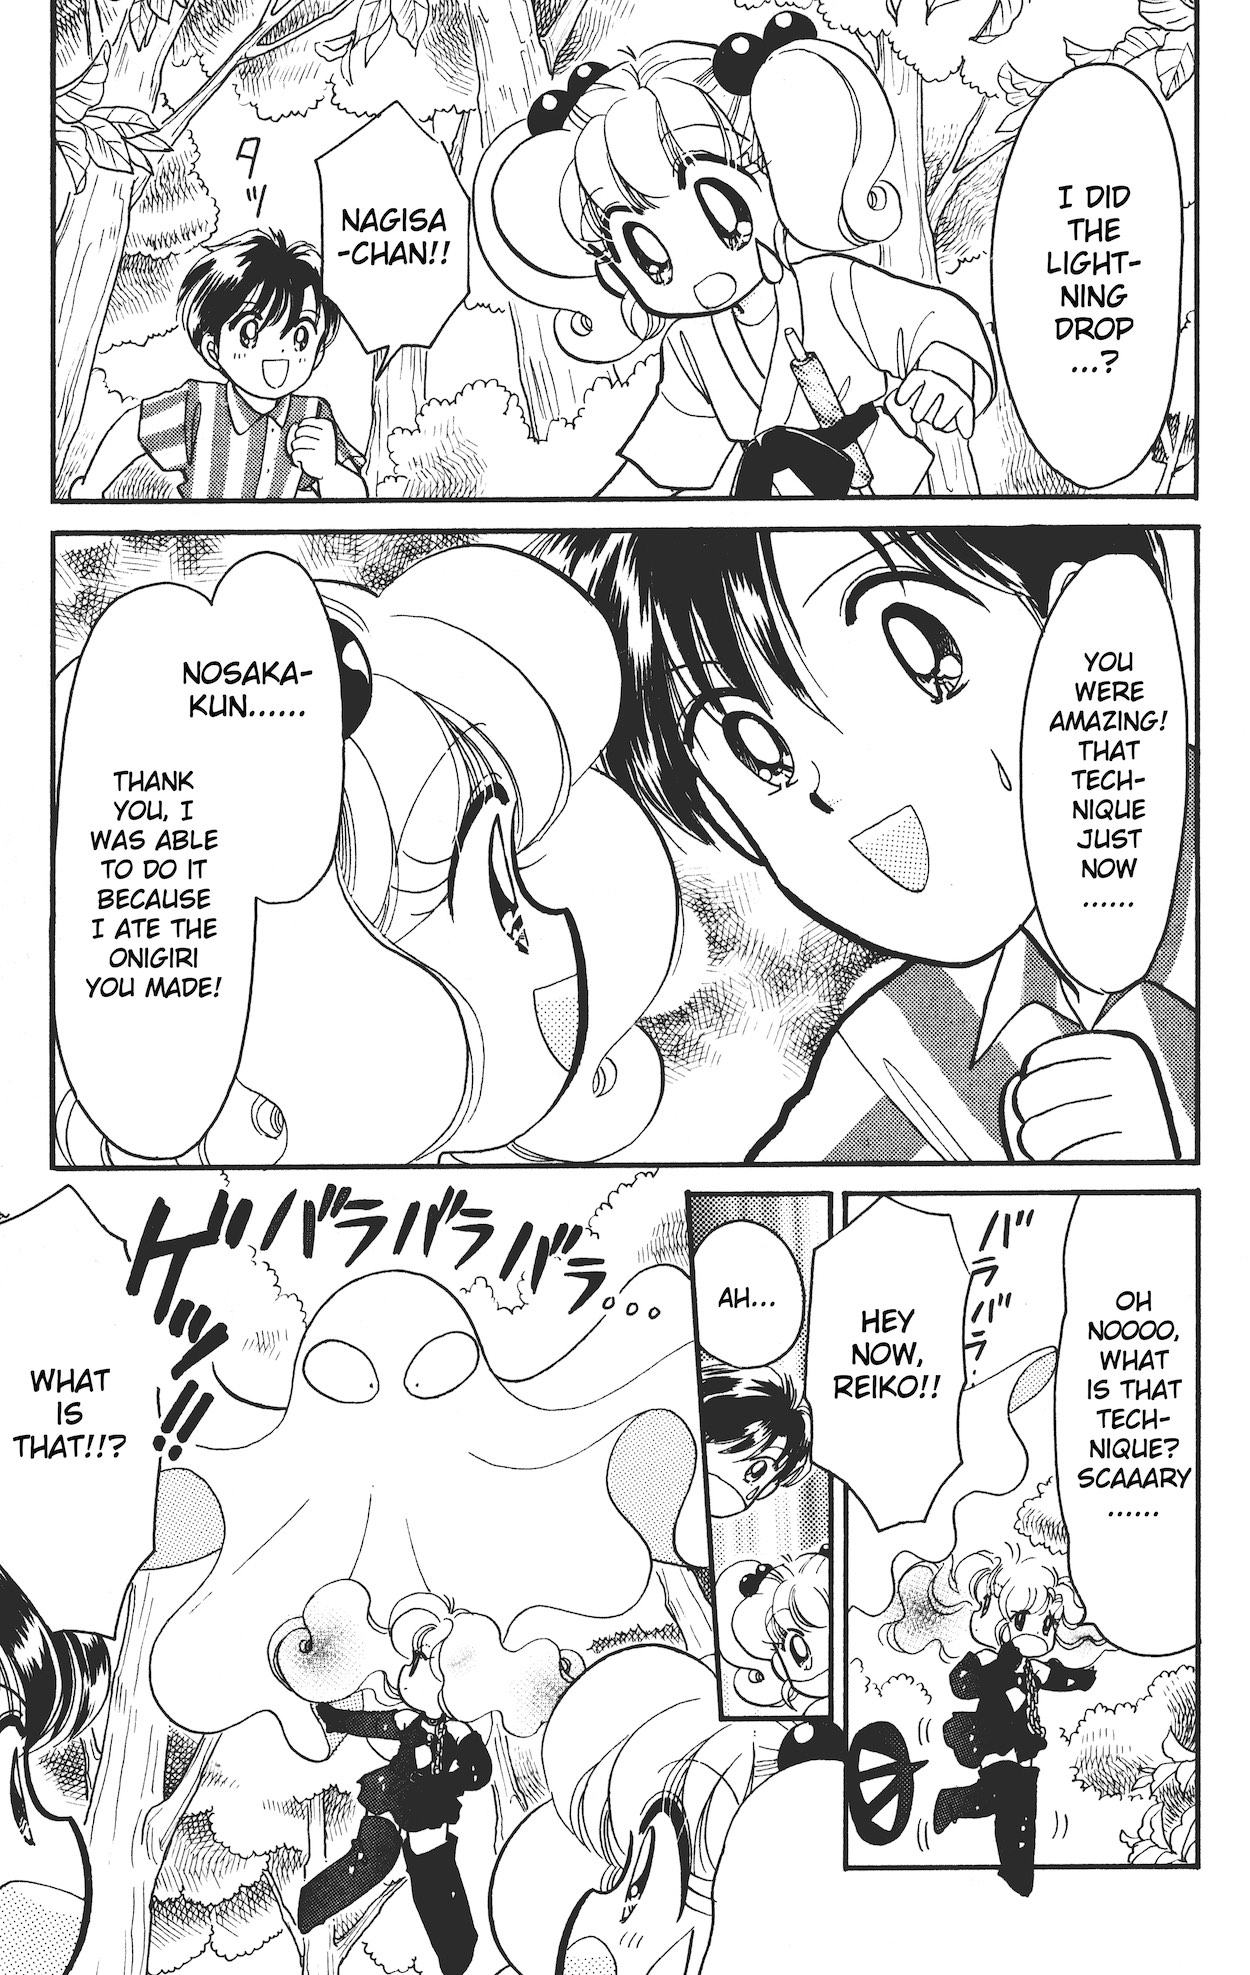 I DID
THE
LIGHT-
NING
DROP
...?
NAGISA
-CHAN!!
タッ
YOU
WERE
AMAZING!
THAT
TECH-
NIQUE
JUST
NOW
......
NOSAKA-
KUN......
THANK
YOU, I
WAS ABLE
TO DO IT
BECAUSE
I ATE THE
ONIGIRI
YOU MADE!
OH
NOOOO,
WHAT
IS THAT
TECH-
NIQUE?
SCAAARY
......
バラバラ...
HEY
NOW,
REIKO!!
AH...
バラバラバラ...
ゲゲッ!!
WHAT
IS
THAT!!?